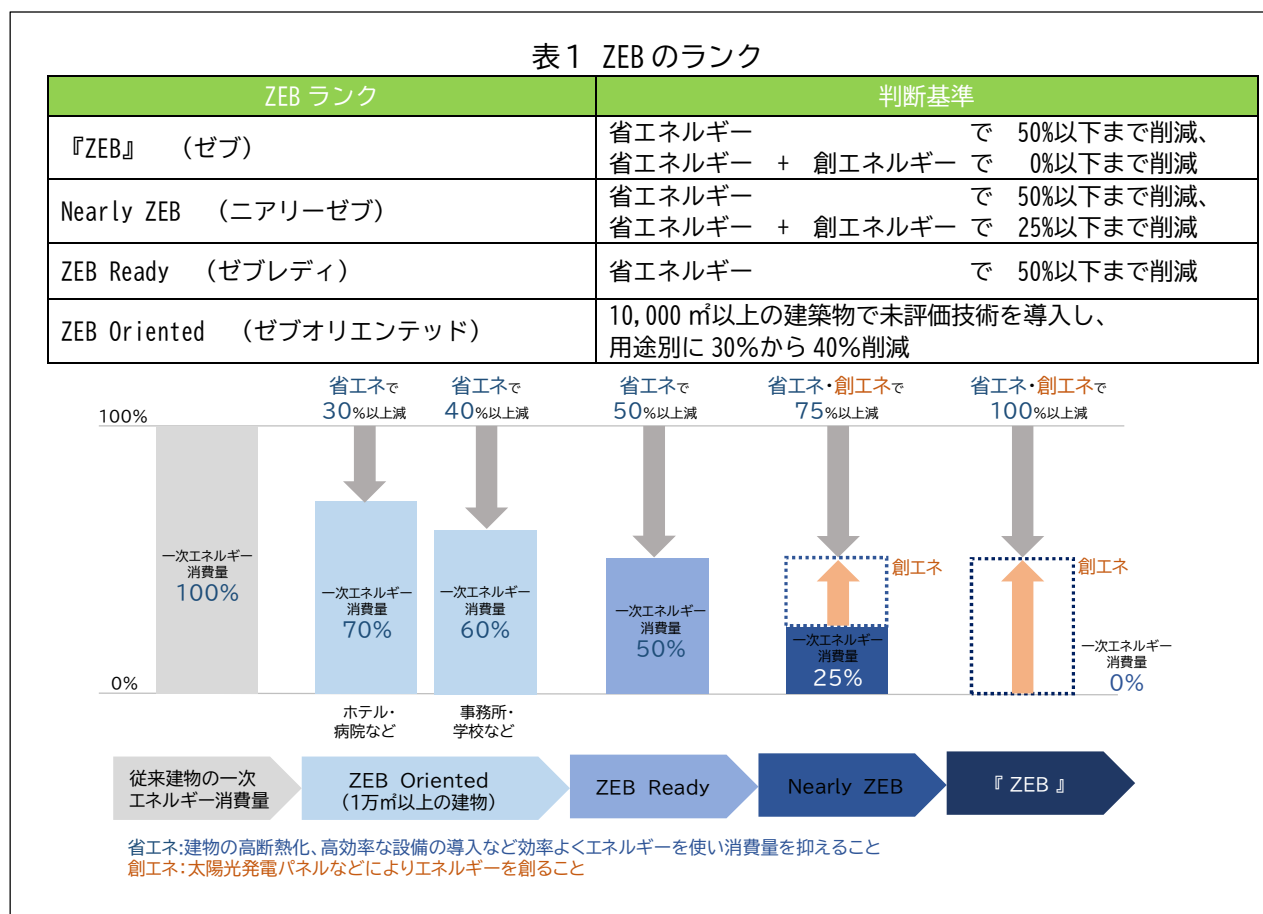 表１ ZEB のランク
ZEB ランク 判断基準
『ZEB』 （ゼブ） 省エネルギー で 50%以下まで削減、
省エネルギー + 創エネルギー で 0%以下まで削減
Nearly ZEB （ニアリーゼブ） 省エネルギー で 50%以下まで削減、
省エネルギー + 創エネルギー で 25%以下まで削減
ZEB Ready （ゼブレディ） 省エネルギー で 50%以下まで削減
ZEB Oriented （ゼブオリエンテッド） 10,000 ㎡以上の建築物で未評価技術を導入し、
用途別に 30%から 40%削減
省エネで
30%以上減
省エネで
40%以上減
省エネで
50%以上減
省エネ・創エネで
75%以上減
省エネ・創エネで
100%以上減
100%
0%
一次エネルギー
消費量
100%
一次エネルギー
消費量
70%
一次エネルギー
消費量
60%
一次エネルギー
消費量
50%
創エネ
一次エネルギー
消費量
25%
創エネ
一次エネルギー
消費量
0%
ホテル・
病院など
事務所・
学校など
従来建物の一次
エネルギー消費量
ZEB Oriented
（1万㎡以上の建物）
ZEB Ready
Nearly ZEB
『 ZEB 』
省エネ:建物の高断熱化、高効率な設備の導入など効率よくエネルギーを使い消費量を抑えること
創エネ：太陽光発電パネルなどによりエネルギーを創ること